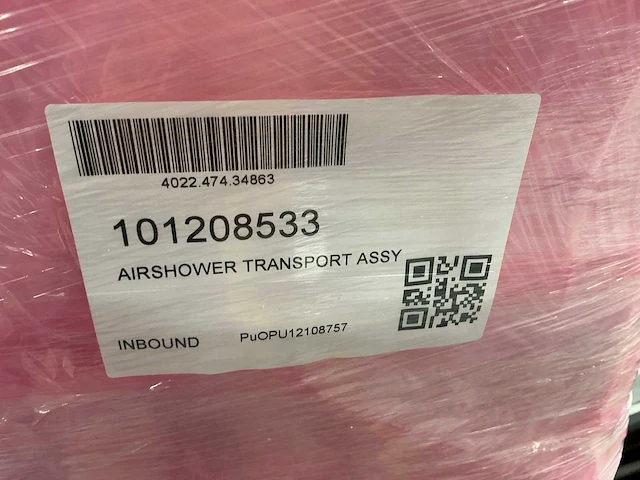 4022.474.34863
101208533
AIRSHOWER TRANSPORT ASSY
INBOUND PuOPU12108757